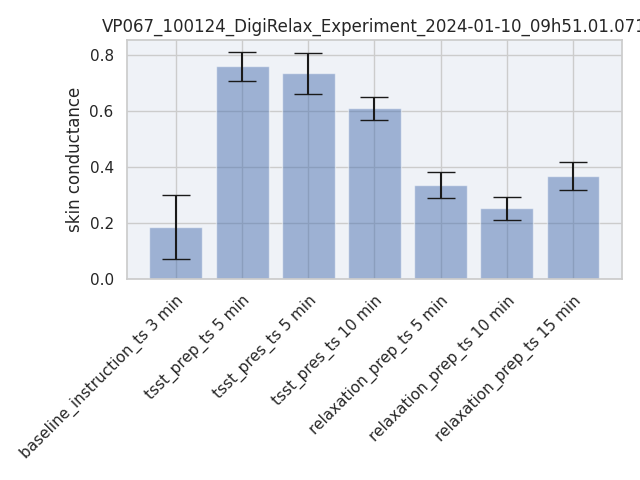 VP067_100124_DigiRelax_Experiment_2024-01-10_09h51.01.071
skin conductance
0.8
0.6
0.4
0.2
0.0
baseline_instruction_ts 3 min
tsst_prep_ts 5 min
tsst_pres_ts 5 min
tsst_pres_ts 10 min
relaxation_prep_ts 5 min
relaxation_prep_ts 10 min
relaxation_prep_ts 15 min